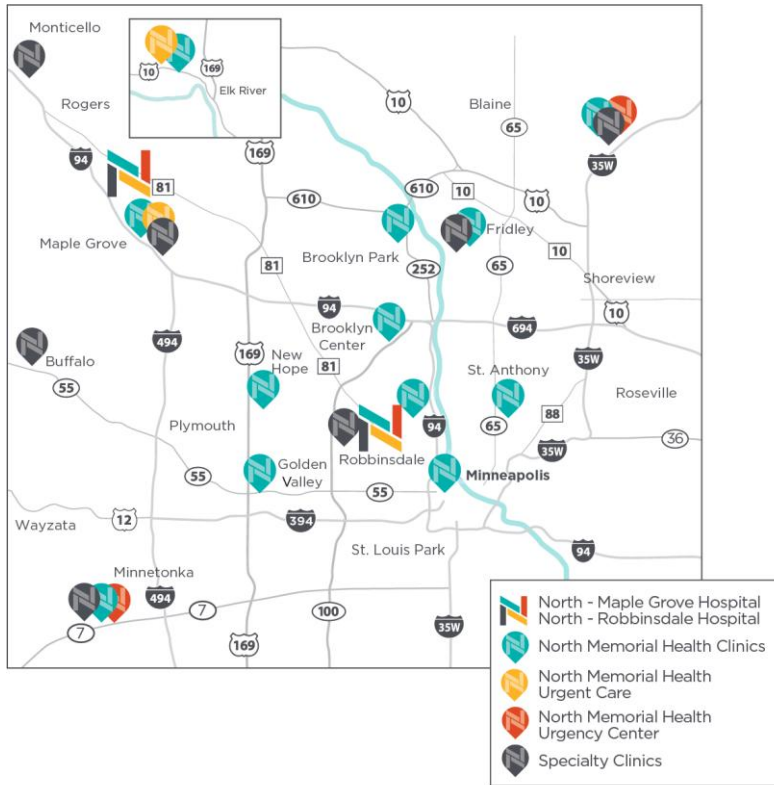 Monticello
10
169
Elk River
Rogers
10
Blaine
65
94
81
169
35W
610
610
10
10
Maple Grove
Brooklyn Park
Fridley
10
81
252
65
Shoreview
94
Brooklyn
Center
694
10
494
169
New
Hope
81
35W
Buffalo
St. Anthony
55
Roseville
Plymouth
94
65
88
36
35W
Robbinsdale
Golden
Valley
Minneapolis
55
55
Wayzata
12
394
St. Louis Park
94
Minnetonka
494
7
7
100
35W
169
North - Maple Grove Hospital
North - Robbinsdale Hospital
North Memorial Health Clinics
North Memorial Health
Urgent Care
North Memorial Health
Urgency Center
Specialty Clinics